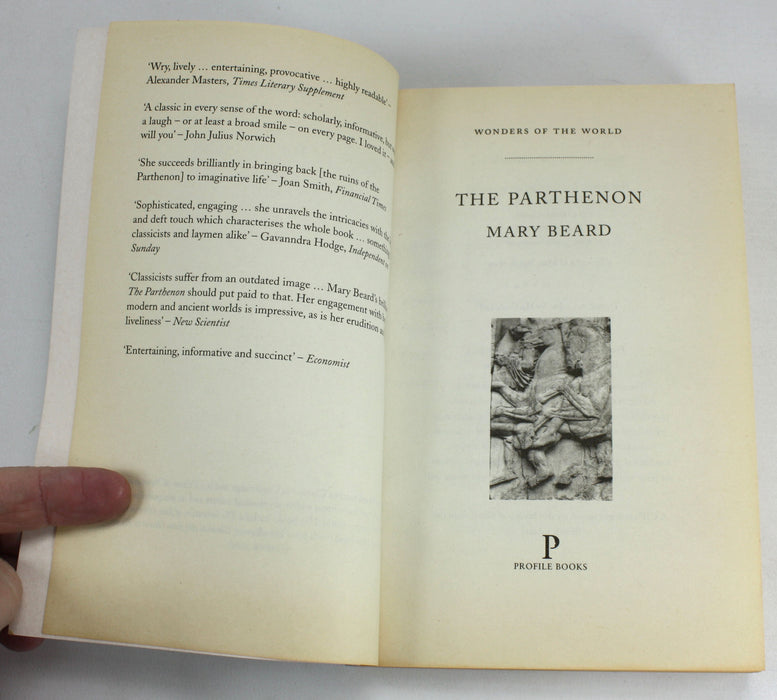 ‘Wry, lively … entertaining, provocative … highly readable’ –
Alexander Masters, Times Literary Supplement
‘A classic in every sense of the word: scholarly, informative, but
a laugh – or at least a broad smile – on every page. I loved it –
will you’ – John Julius Norwich
‘She succeeds brilliantly in bringing back [the ruins of the
Parthenon] to imaginative life’ – Joan Smith, Financial Times
‘Sophisticated, engaging … she unravels the intricacies with the
and deft touch which characterises the whole book …
classicists and laymen alike’ – Gavanndra Hodge, Independent on
Sunday
‘Classicists suffer from an outdated image … Mary Beard’s
The Parthenon should put paid to that. Her engagement with
modern and ancient worlds is impressive, as is her erudition
liveliness’ – New Scientist
‘Entertaining, informative and succinct’ – Economist
WONDERS OF THE WORLD
THE PARTHENON
MARY BEARD
P
PROFILE BOOKS